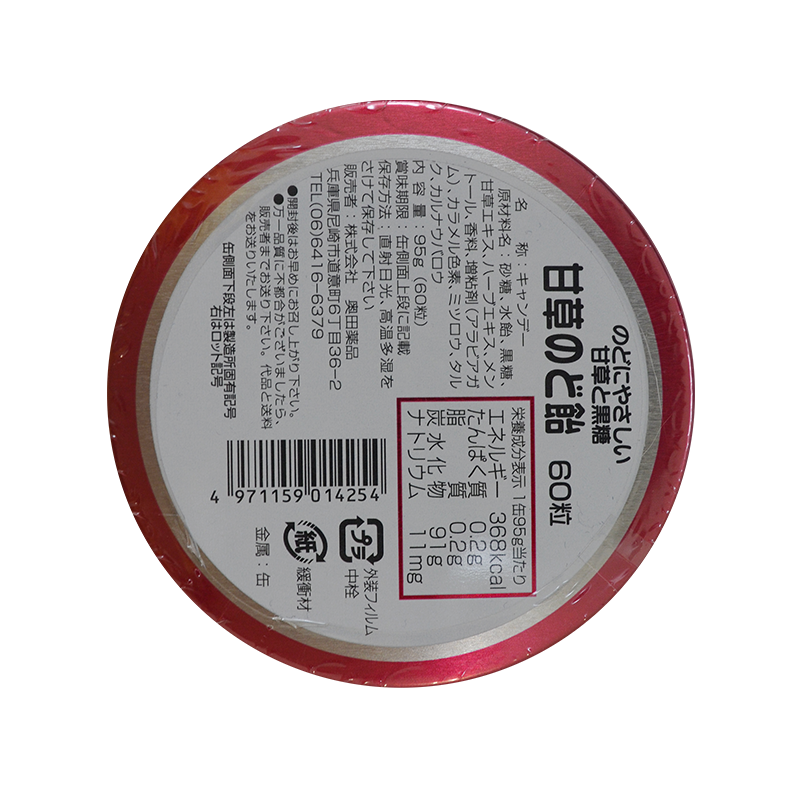 のどにやさしい
甘草と黒糖
甘草のど飴 60粒
名　称：キャンデー
原材料名：砂糖、水飴、黒糖、
甘草エキス、ハーブエキス、メン
トール、香料、増粘剤（アラビアガ
ム）、カラメル色素、ミツロウ、タル
ク、カルナウバロウ
内 容 量：95g（60粒）
賞味期限：缶側面上段に記載
保存方法：直射日光、高温多湿を
さけて保存して下さい
販売者：株式会社　奥田薬品
兵庫県尼崎市道意町6丁目36-2
TEL(06)6416-6379
●開封後はお早めにお召し上がり下さい。
●万一品質に不都合がございましたら、
販売者までお送り下さい。代品と送料
をお送りいたします。
缶側面下段左は製造所固有記号
右はロット記号
栄養成分表示 1缶95g当たり
エネルギー 368kcal
たんぱく質 0.2g
脂　　質 0.2g
炭水化物 91g
ナトリウム 11mg
4 971159 014254
プラ
外装フィルム
中栓
紙
緩衝材
金属：缶